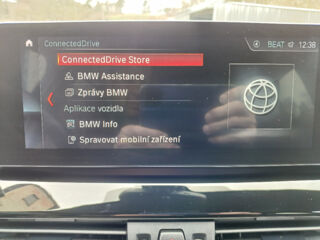 ConnectedDrive
BEAT
12:38
ConnectedDrive Store
BMW Assistance
Zprávy BMW
Aplikace vozidla
BMW Info
Spravovat mobilní zařízení